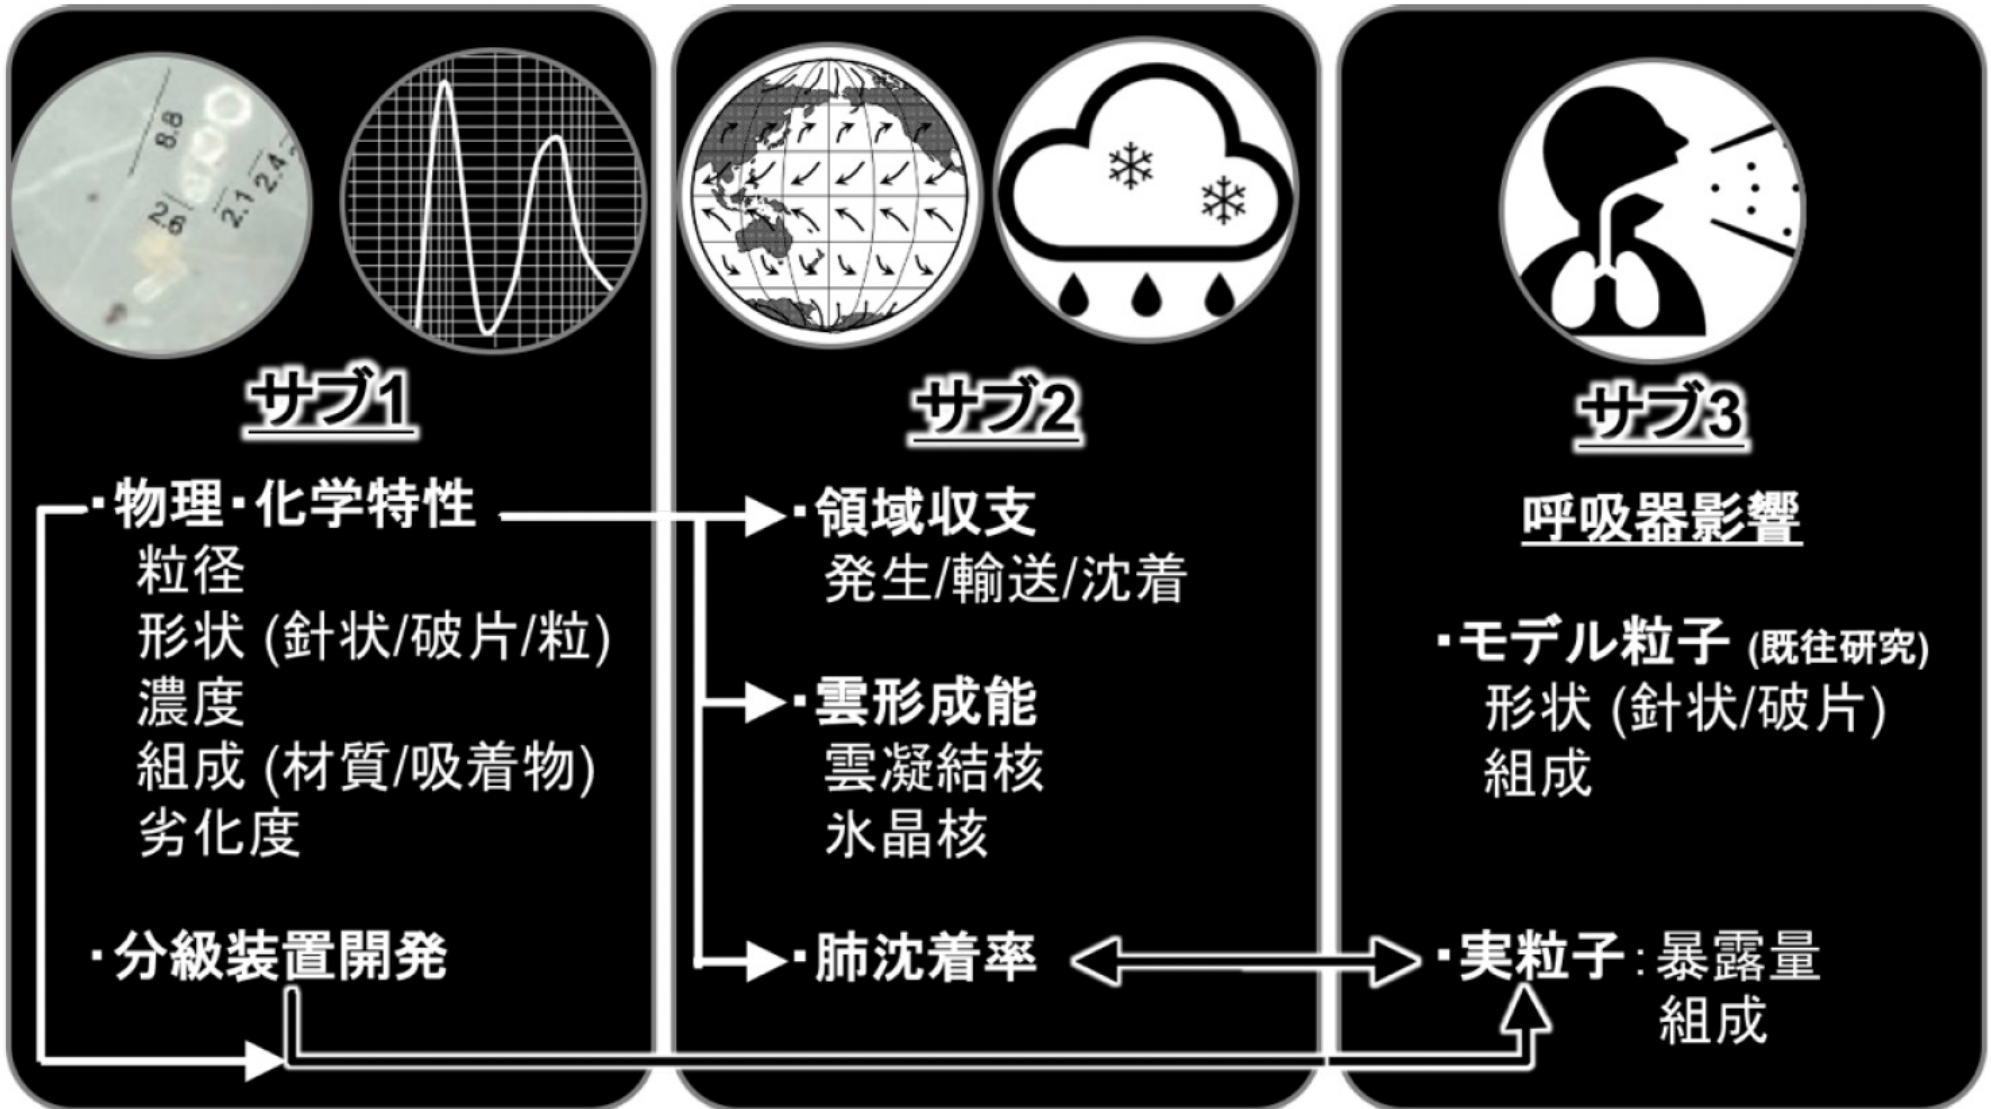 8.8
2.6
2.1
2.4
サブ1
・物理・化学特性
粒径
形状 (針状/破片/粒)
濃度
組成 (材質/吸着物)
劣化度
・分級装置開発
サブ2
・領域収支
発生/輸送/沈着
・雲形成能
雲凝結核
氷晶核
・肺沈着率
サブ3
呼吸器影響
・モデル粒子 (既往研究)
形状 (針状/破片)
組成
・実粒子:暴露量
組成